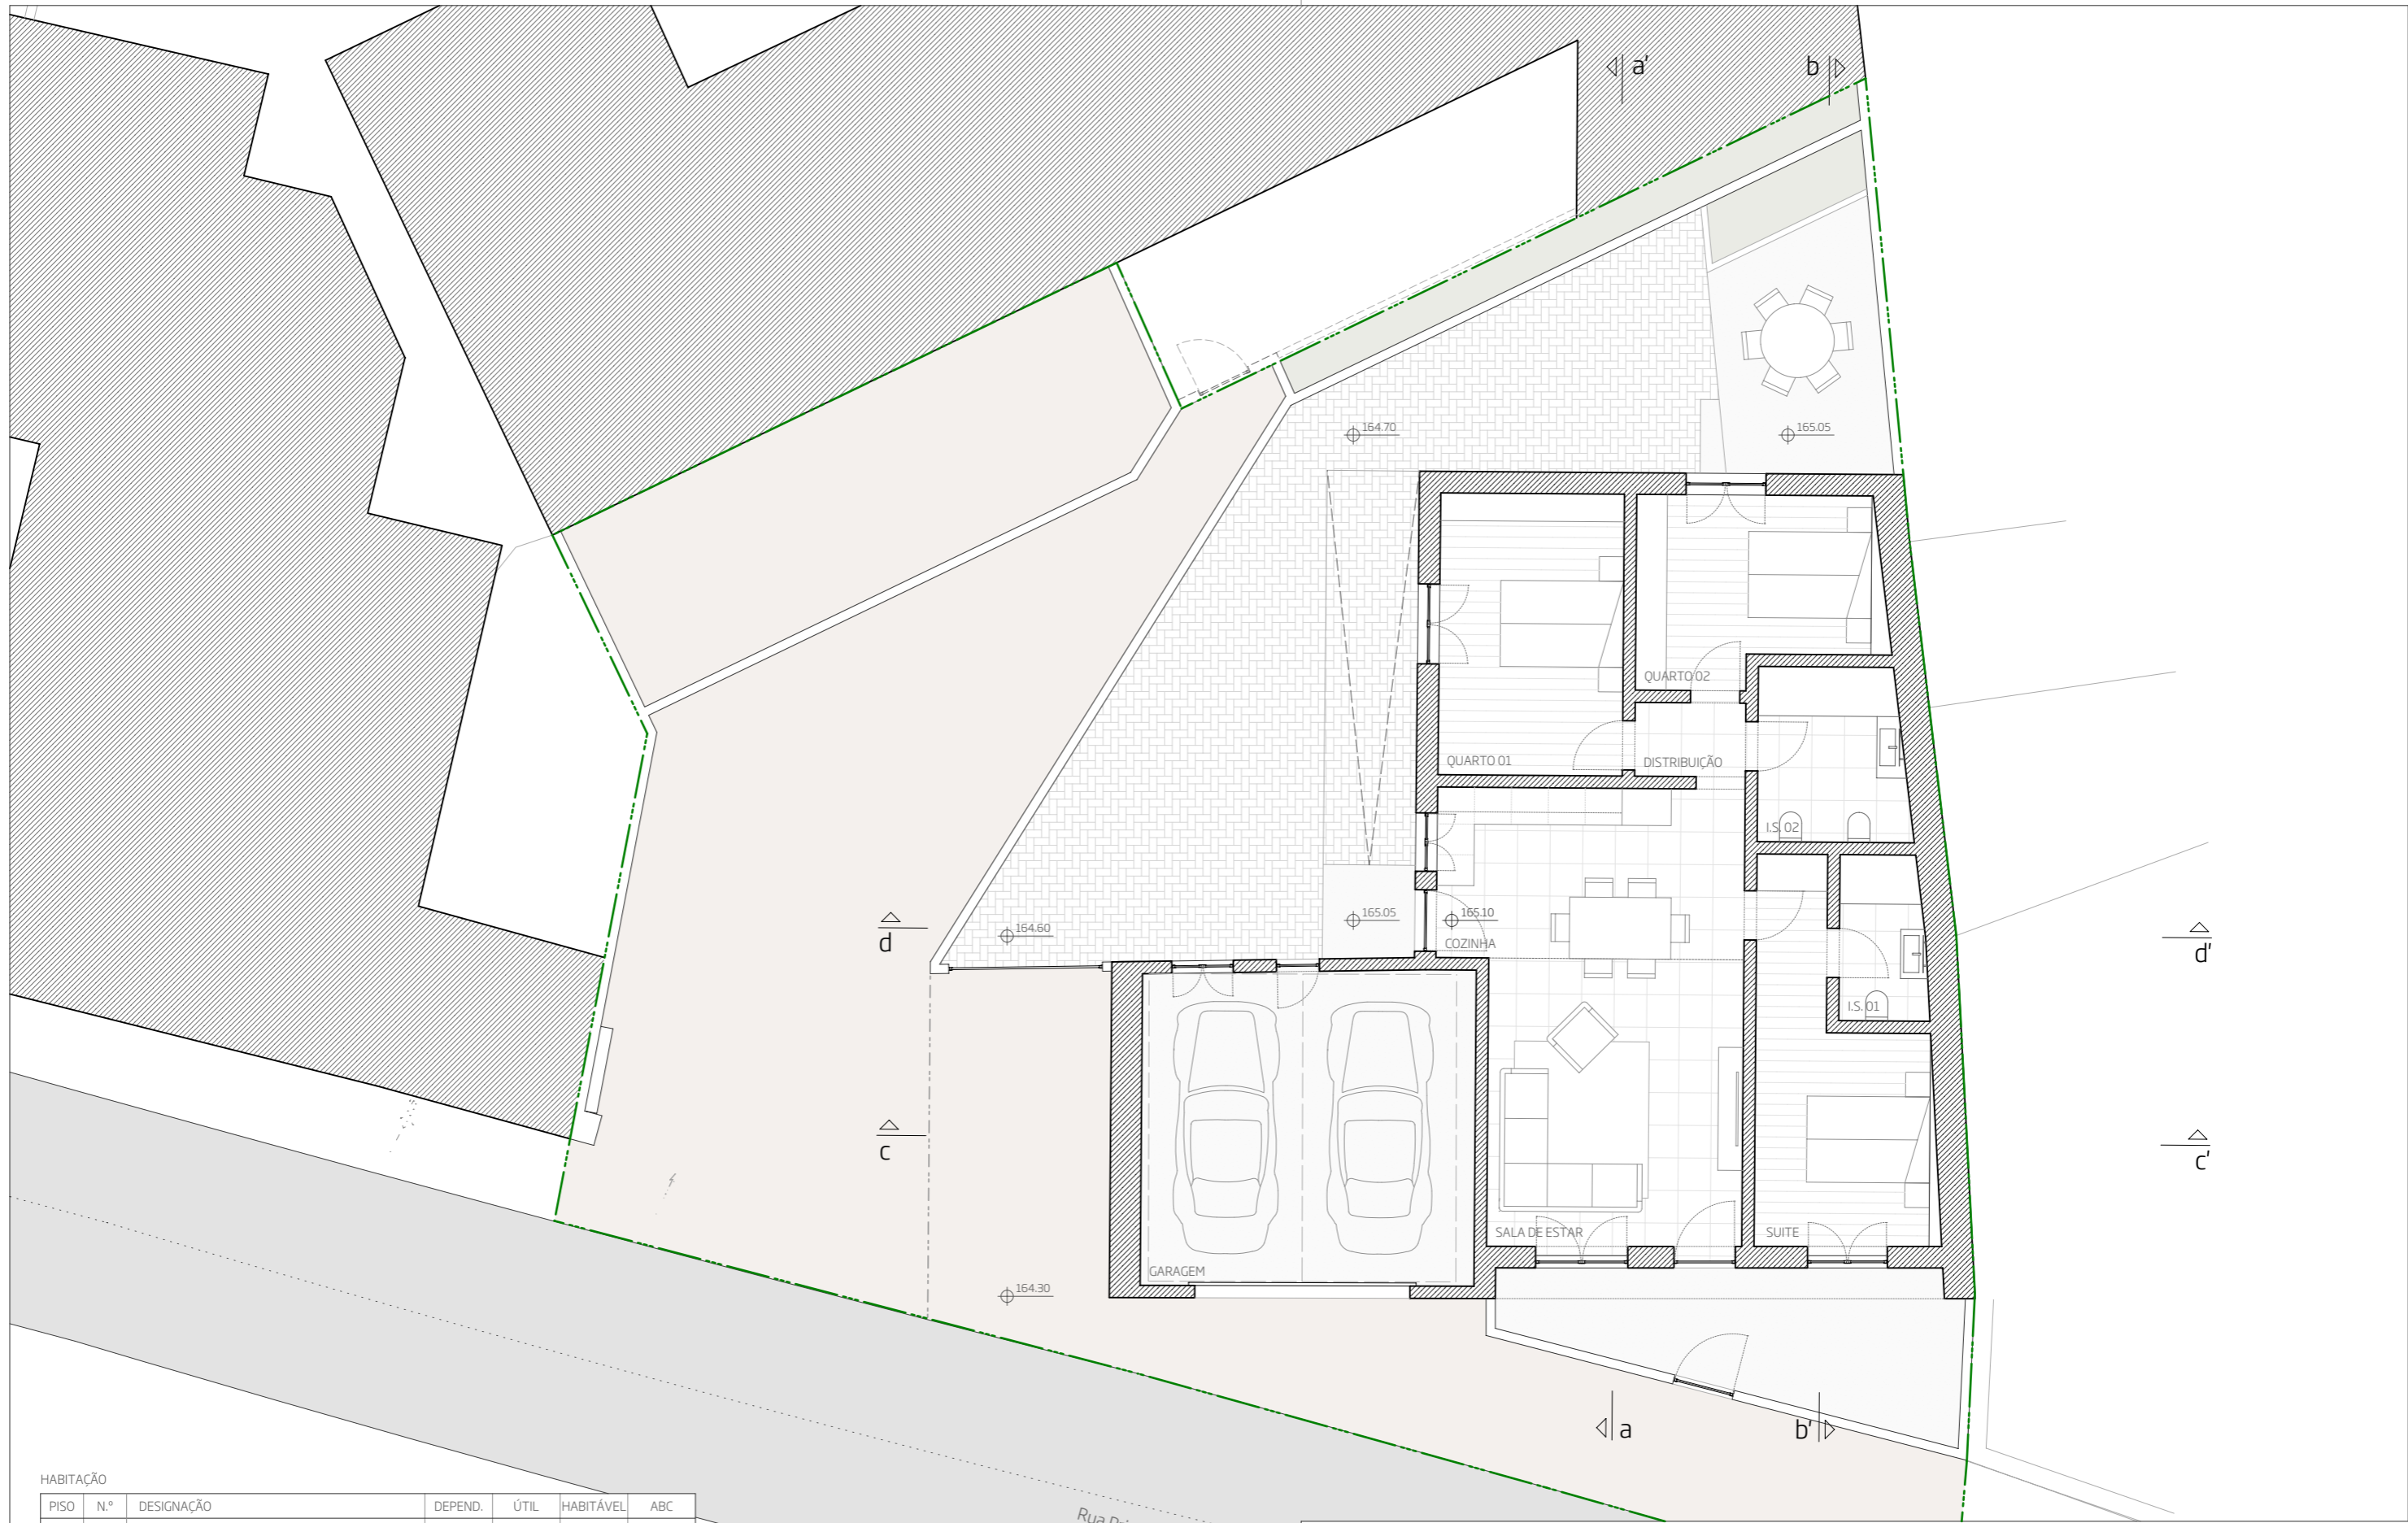 a'
b
164.70
165.05
QUARTO 02
QUARTO 01
DISTRIBUIÇÃO
I.S. 02
d
164.60
165.05
165.10
COZINHA
d'
I.S. 01
c
c'
SALA DE ESTAR
SUITE
GARAGEM
164.30
a
b'
HABITAÇÃO
PISO N.º DESIGNAÇÃO DEPEND. ÚTIL HABITÁVEL ABC
Rua